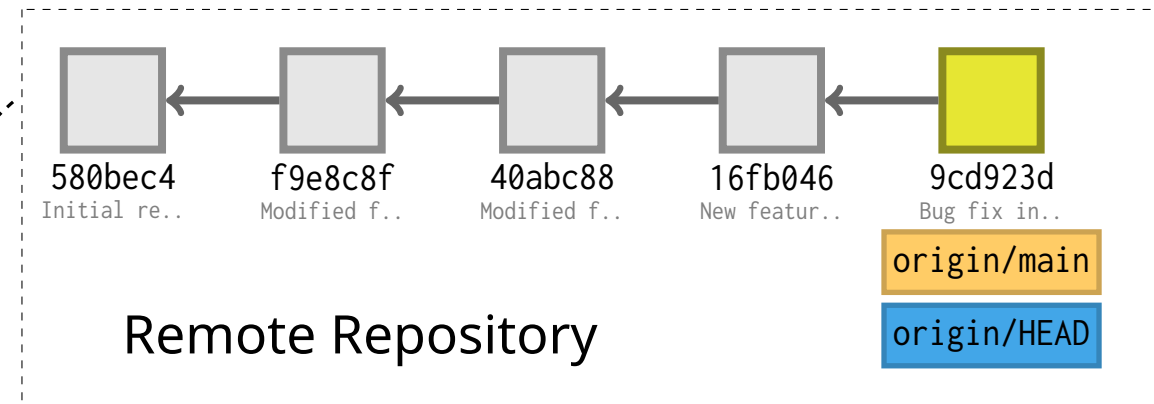 580bec4 f9e8c8f 40abc88 16fb046 9cd923d
Initial re.. Modified f.. Modified f.. New featur.. Bug fix in..
origin/main
Remote Repository
origin/HEAD